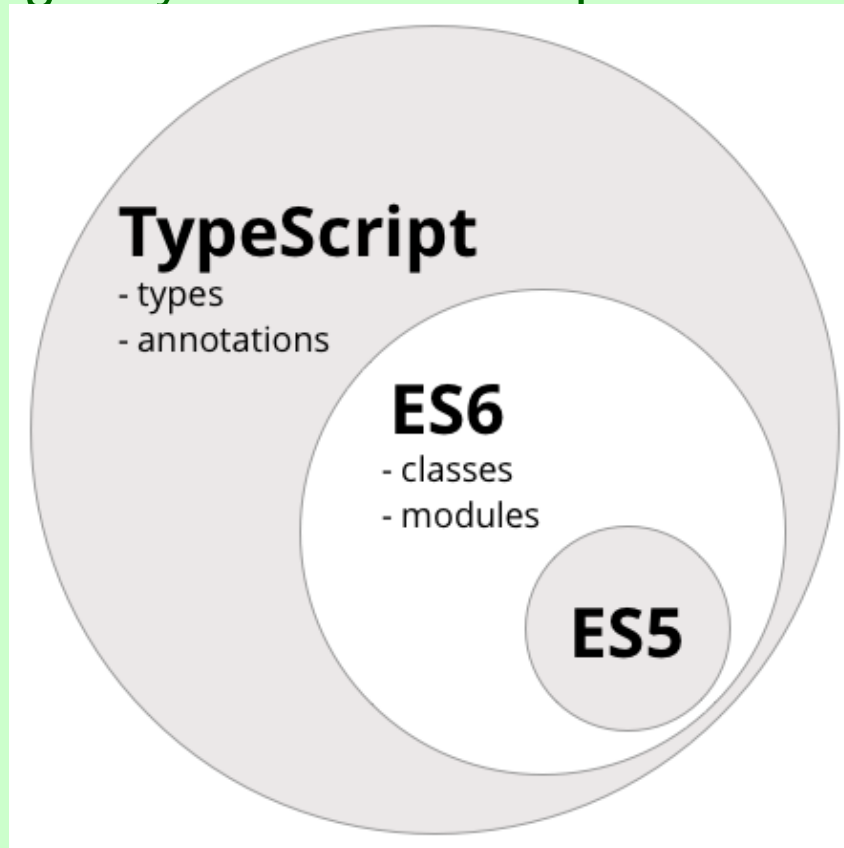 TypeScript
- types
- annotations
ES6
- classes
- modules
ES5